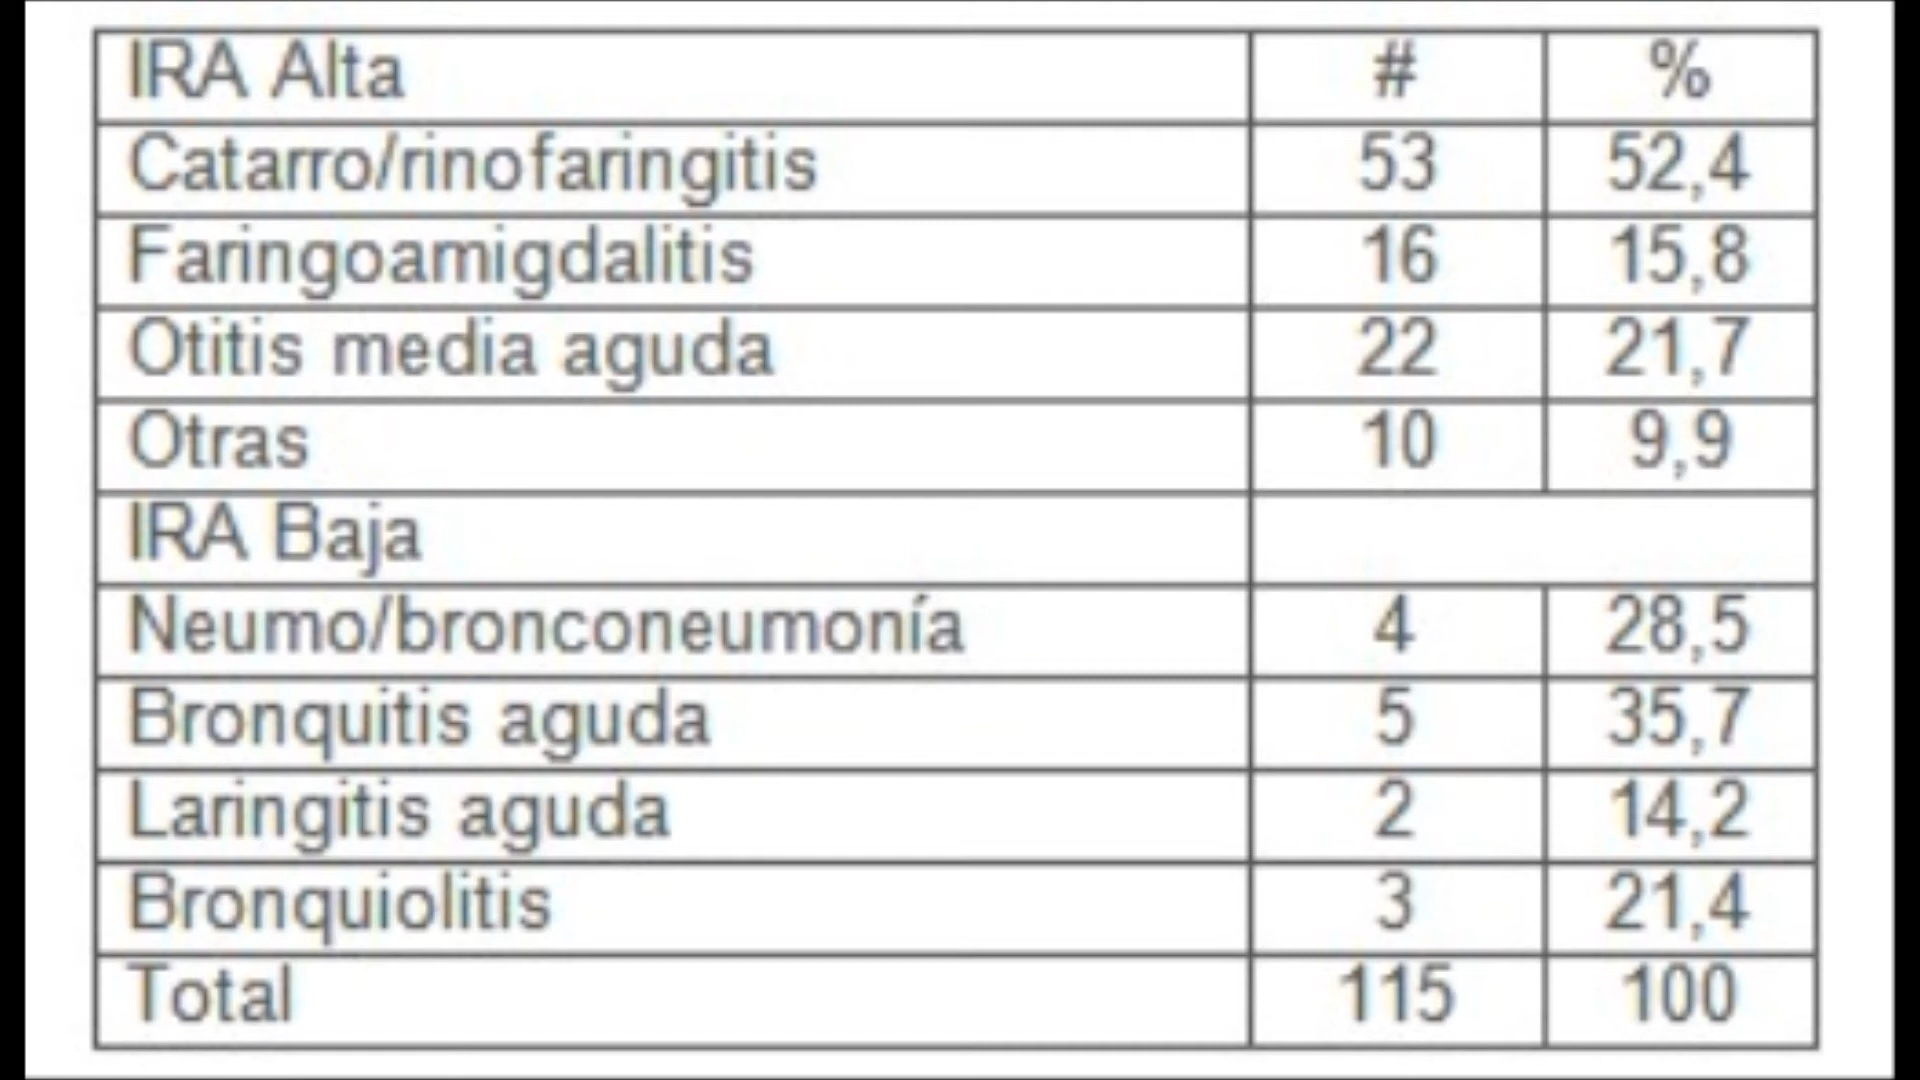 IRA Alta # %
Catarro/rinofaringitis 53 52,4
Faringoamigdalitis 16 15,8
Otitis media aguda 22 21,7
Otras 10 9,9
IRA Baja
Neumo/bronconeumonía 4 28,5
Bronquitis aguda 5 35,7
Laringitis aguda 2 14,2
Bronquiolitis 3 21,4
Total 115 100